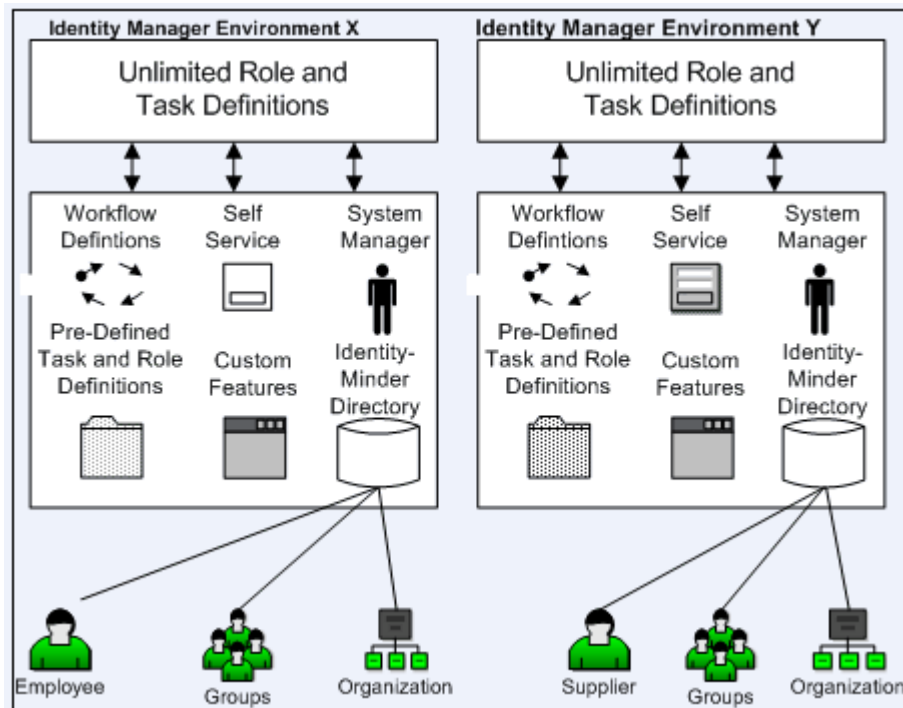 Identity Manager Environment X
Unlimited Role and
Task Definitions
Workflow
Defintions
Self
Service
System
Manager
Pre-Defined
Task and Role
Definitions
Custom
Features
Identity-
Minder
Directory
Employee
Groups
Organization
Identity Manager Environment Y
Unlimited Role and
Task Definitions
Workflow
Defintions
Self
Service
System
Manager
Pre-Defined
Task and Role
Definitions
Custom
Features
Identity-
Minder
Directory
Supplier
Groups
Organization